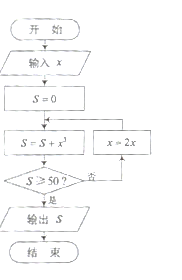 开 始
输入 x
S=0
S=S+x³
x=2x
S≥50?
否
是
输出 S
结 束